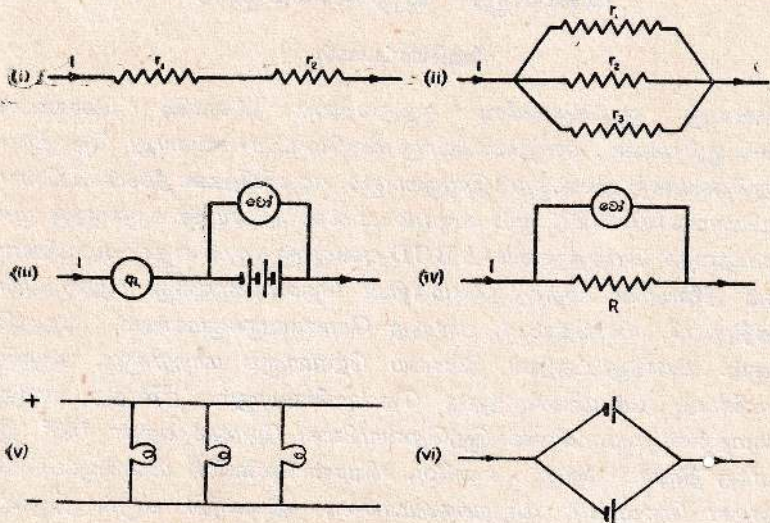 (i) I r₁ r₂
(ii) I r₁ r₂ r₃
(iii) I ඇ වෝ
(iv) I වෝ R
(v) + −
(vi)